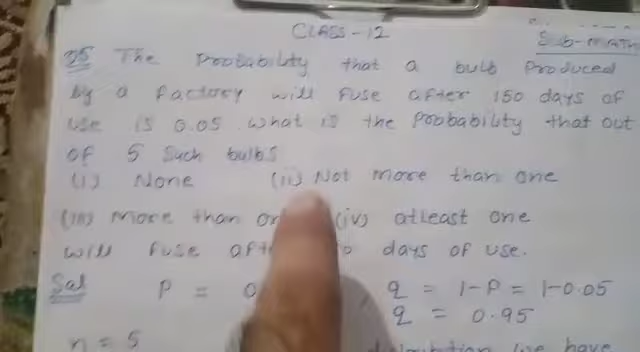 CLASS-12
Sub-MATH
Q5 The Probability that a bulb Produced
by a factory will fuse after 150 days of
use is 0.05. What is the Probability that out
of 5 such bulbs
(i) None (ii) Not more than one
(iii) more than (iv) atleast one
will fuse days of use.
Sol P = q = 1-P = 1-0.05
q = 0.95
n = 5
we have